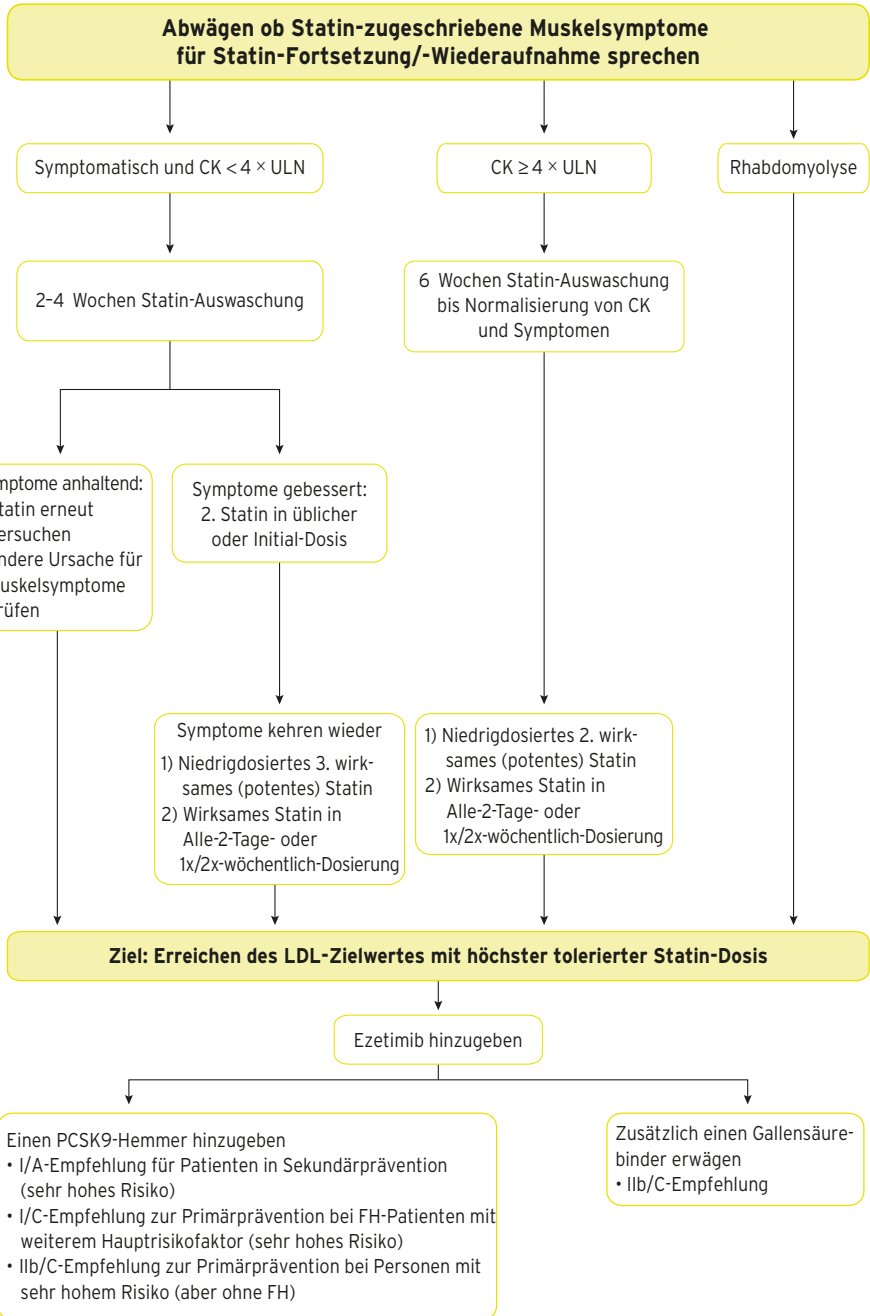 Abwägen ob Statin-zugeschriebene Muskelsymptome
für Statin-Fortsetzung/-Wiederaufnahme sprechen
Symptomatisch und CK < 4 × ULN
CK ≥ 4 × ULN
Rhabdomyolyse
2–4 Wochen Statin-Auswaschung
6 Wochen Statin-Auswaschung
bis Normalisierung von CK
und Symptomen
mptome anhaltend:
tatin erneut
ersuchen
ndere Ursache für
uskelsymptome
rüfen
Symptome gebessert:
2. Statin in üblicher
oder Initial-Dosis
Symptome kehren wieder
1) Niedrigdosiertes 3. wirk-
sames (potentes) Statin
2) Wirksames Statin in
Alle-2-Tage- oder
1x/2x-wöchentlich-Dosierung
1) Niedrigdosiertes 2. wirk-
sames (potentes) Statin
2) Wirksames Statin in
Alle-2-Tage- oder
1x/2x-wöchentlich-Dosierung
Ziel: Erreichen des LDL-Zielwertes mit höchster tolerierter Statin-Dosis
Ezetimib hinzugeben
Einen PCSK9-Hemmer hinzugeben
• I/A-Empfehlung für Patienten in Sekundärprävention
(sehr hohes Risiko)
• I/C-Empfehlung zur Primärprävention bei FH-Patienten mit
weiterem Hauptrisikofaktor (sehr hohes Risiko)
• IIb/C-Empfehlung zur Primärprävention bei Personen mit
sehr hohem Risiko (aber ohne FH)
Zusätzlich einen Gallensäure-
binder erwägen
• IIb/C-Empfehlung